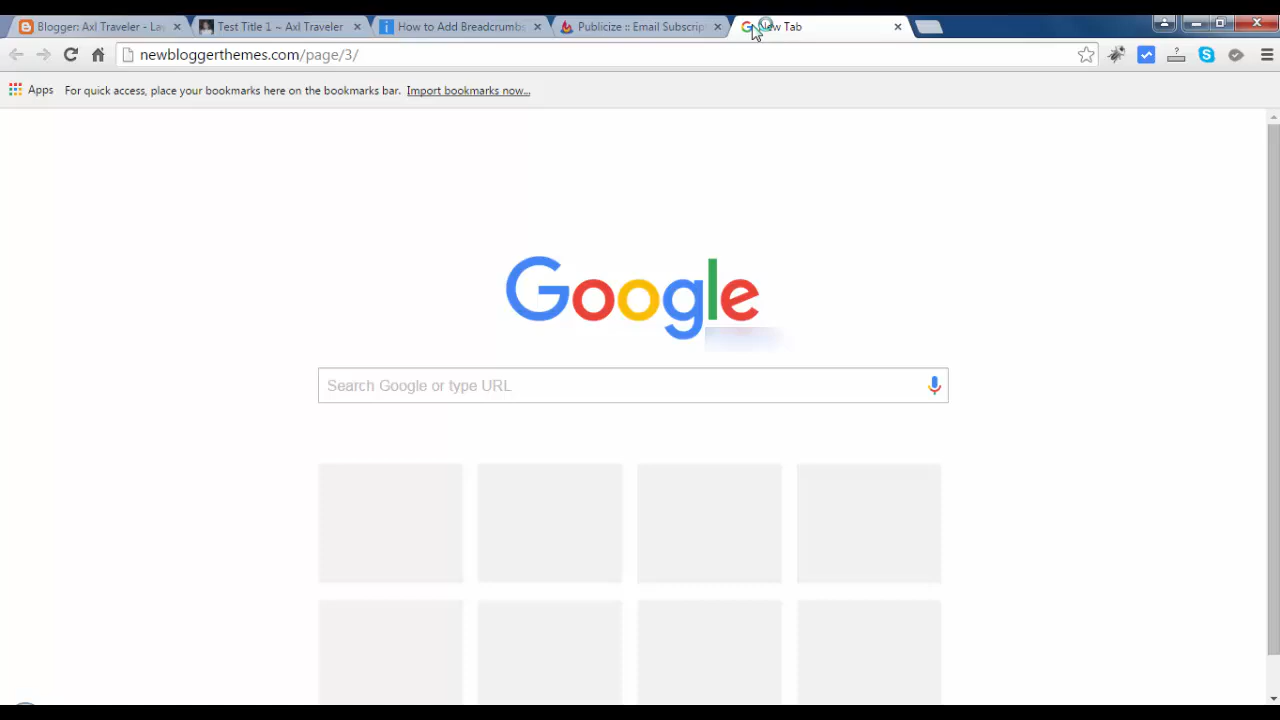 Blogger: Axl Traveler - La
Test Title 1 ~ Axl Traveler
How to Add Breadcrumb
Publicize :: Email Subscrip
New Tab
newbloggerthemes.com/page/3/
Apps
For quick access, place your bookmarks here on the bookmarks bar. Import bookmarks now...
Google
Search Google or type URL